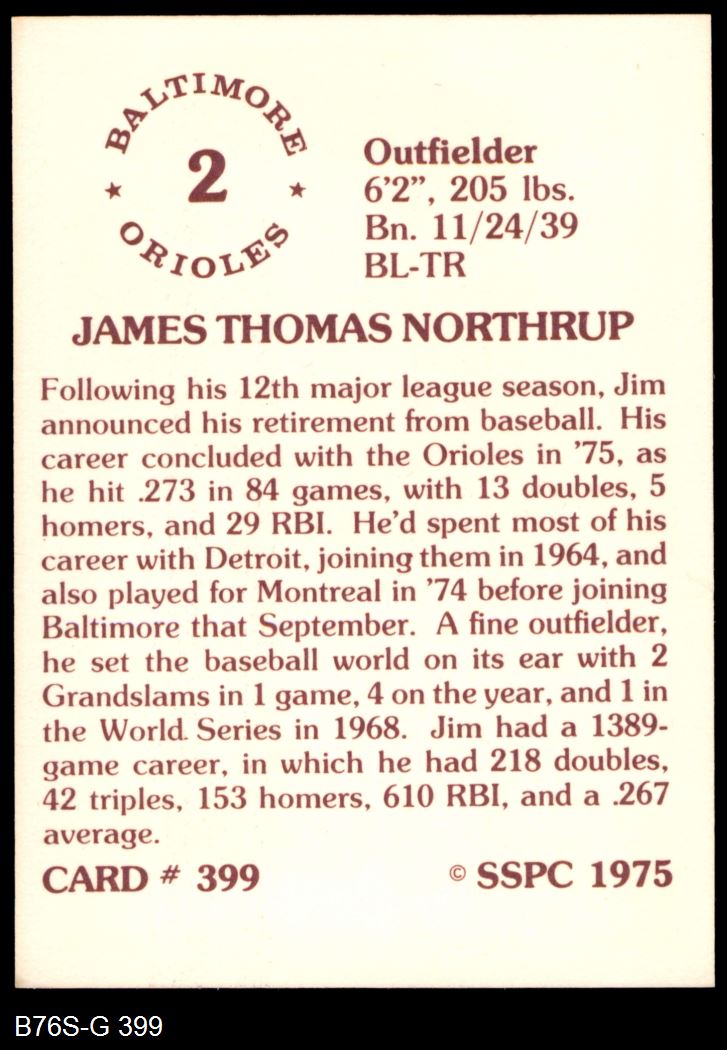 BALTIMORE
2
ORIOLES
Outfielder
6'2”, 205 lbs.
Bn. 11/24/39
BL-TR
JAMES THOMAS NORTHRUP
Following his 12th major league season, Jim
announced his retirement from baseball. His
career concluded with the Orioles in '75, as
he hit .273 in 84 games, with 13 doubles, 5
homers, and 29 RBI. He'd spent most of his
career with Detroit, joining them in 1964, and
also played for Montreal in '74 before joining
Baltimore that September. A fine outfielder,
he set the baseball world on its ear with 2
Grandslams in 1 game, 4 on the year, and 1 in
the World Series in 1968. Jim had a 1389-
game career, in which he had 218 doubles,
42 triples, 153 homers, 610 RBI, and a .267
average.
CARD # 399
© SSPC 1975
B76S-G 399